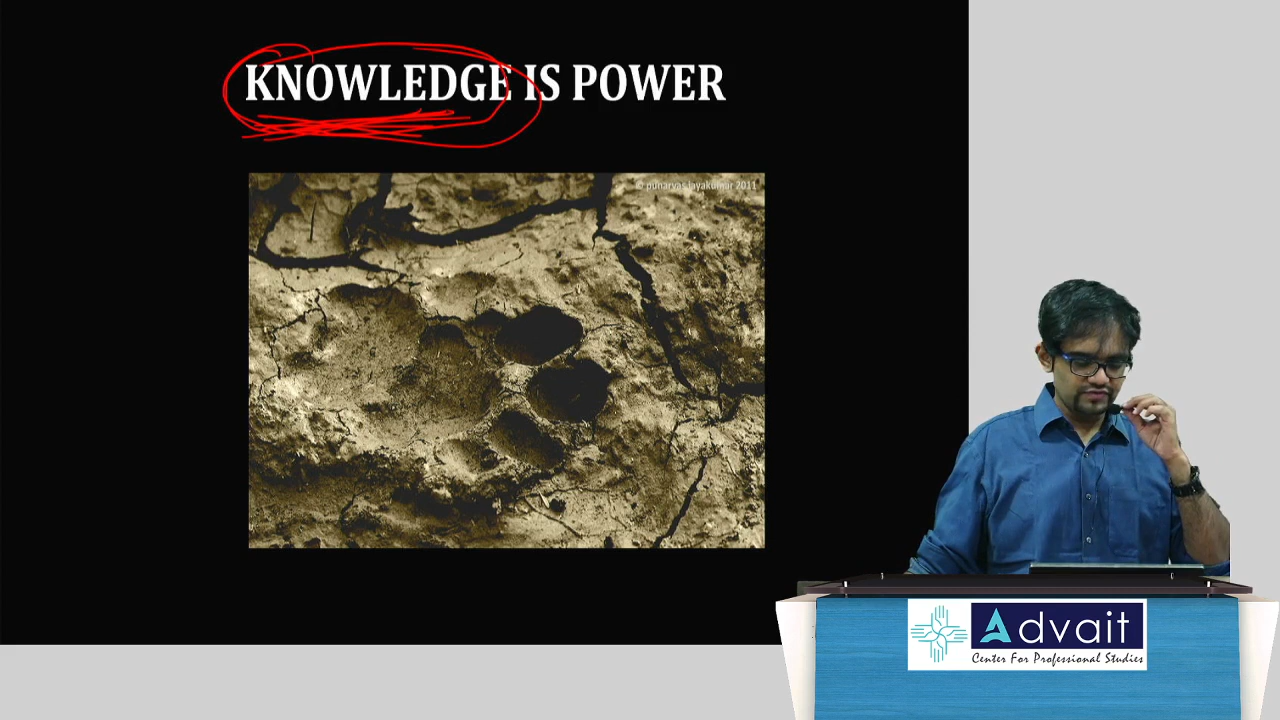 KNOWLEDGE IS POWER
© punarvas jayakumar 2011
Advait
Center For Professional Studies